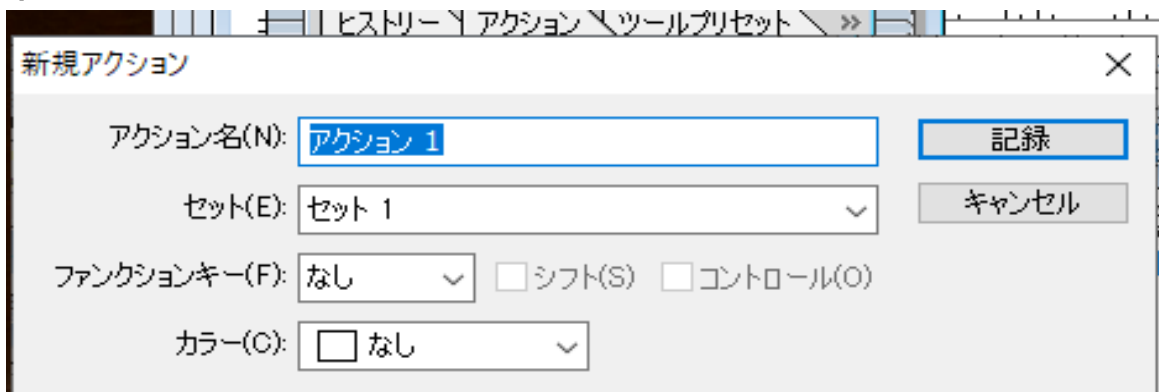 ヒストリー アクション ツールプリセット »
新規アクション
アクション名(N): アクション 1 記録
セット(E): セット 1 キャンセル
ファンクションキー(F): なし シフト(S) コントロール(O)
カラー(C): なし